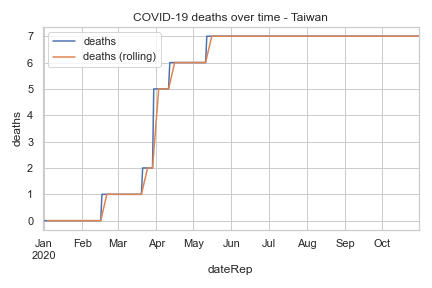 COVID-19 deaths over time - Taiwan
deaths
deaths (rolling)
7
6
5
4
3
2
1
0
deaths
Jan Feb Mar Apr May Jun Jul Aug Sep Oct
2020
dateRep